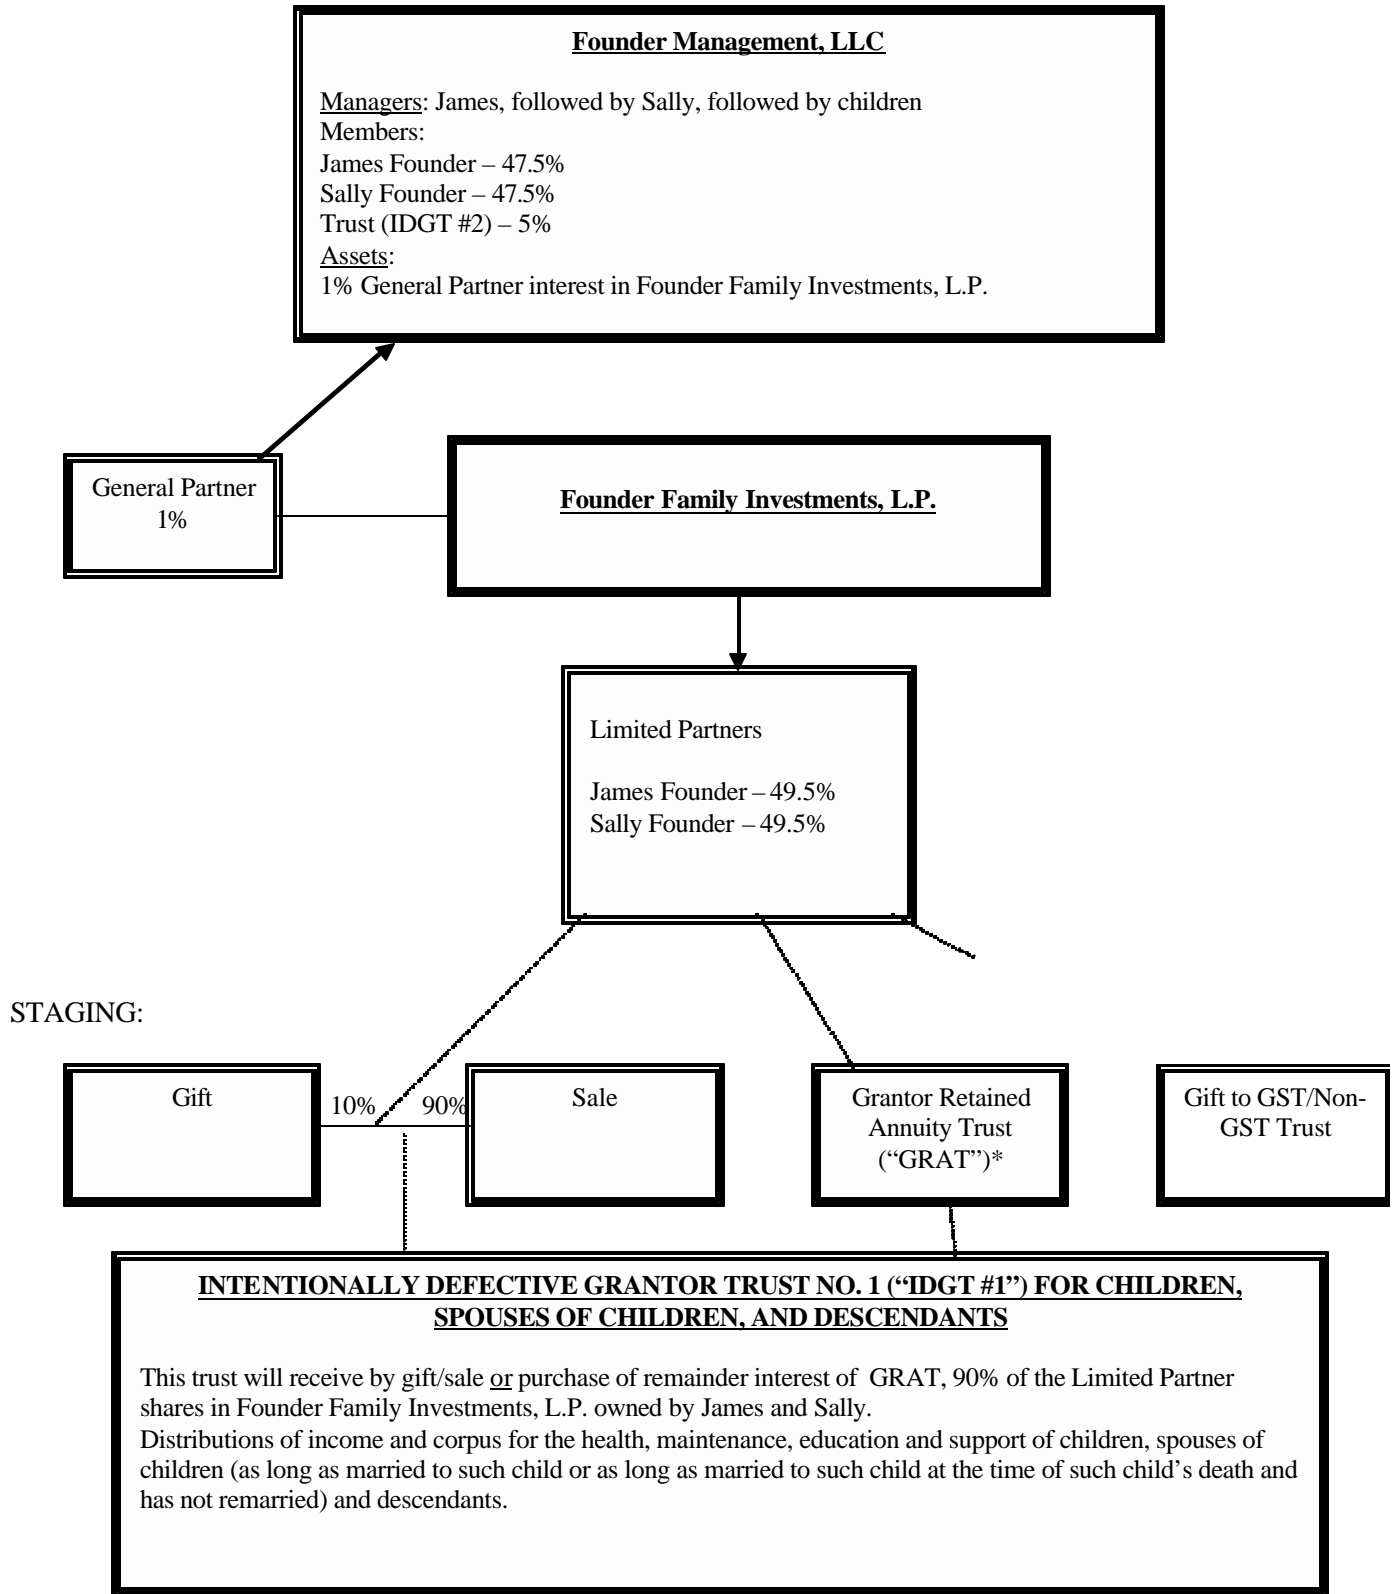 Founder Management, LLC
Managers: James, followed by Sally, followed by children
Members:
James Founder – 47.5%
Sally Founder – 47.5%
Trust (IDGT #2) – 5%
Assets:
1% General Partner interest in Founder Family Investments, L.P.
General Partner
1%
Founder Family Investments, L.P.
Limited Partners
James Founder – 49.5%
Sally Founder – 49.5%
STAGING:
Gift
10%
90%
Sale
Grantor Retained
Annuity Trust
(“GRAT”)*
Gift to GST/Non-
GST Trust
INTENTIONALLY DEFECTIVE GRANTOR TRUST NO. 1 (“IDGT #1”) FOR CHILDREN,
SPOUSES OF CHILDREN, AND DESCENDANTS
This trust will receive by gift/sale or purchase of remainder interest of GRAT, 90% of the Limited Partner
shares in Founder Family Investments, L.P. owned by James and Sally.
Distributions of income and corpus for the health, maintenance, education and support of children, spouses of
children (as long as married to such child or as long as married to such child at the time of such child’s death and
has not remarried) and descendants.